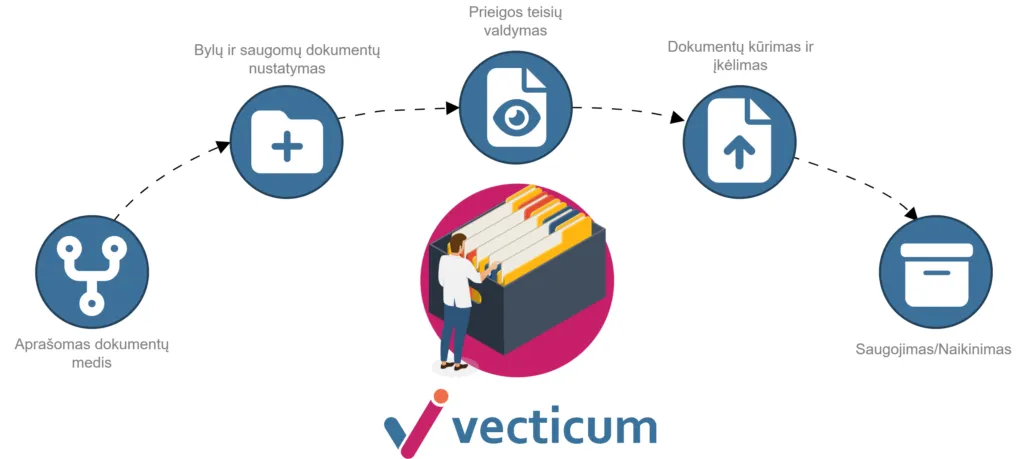 Aprašomas dokumentų
medis
Bylų ir saugomų dokumentų
nustatymas
Prieigos teisių
valdymas
Dokumentų kūrimas ir
įkėlimas
Saugojimas/Naikinimas
vecticum